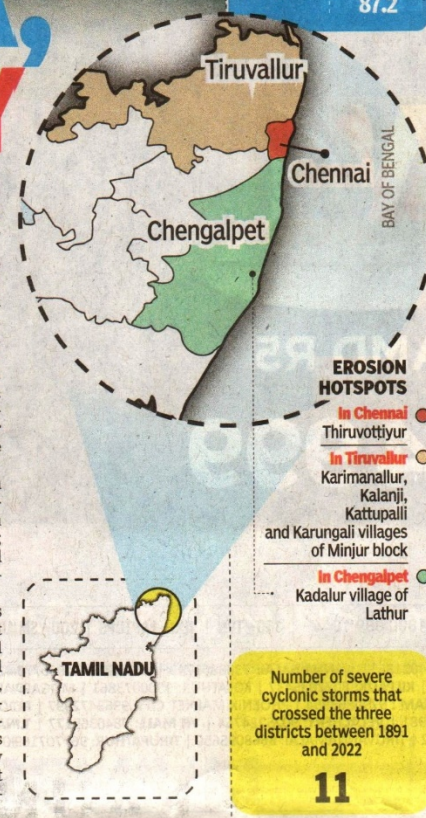 87.2
Tiruvallur
Chennai
BAY OF BENGAL
Chengalpet
EROSION
HOTSPOTS
In Chennai
Thiruvottiyur
In Tiruvallur
Karimanallur,
Kalanji,
Kattupalli
and Karungali villages
of Minjur block
In Chengalpet
Kadalur village of
Lathur
TAMIL NADU
Number of severe
cyclonic storms that
crossed the three
districts between 1891
and 2022
11